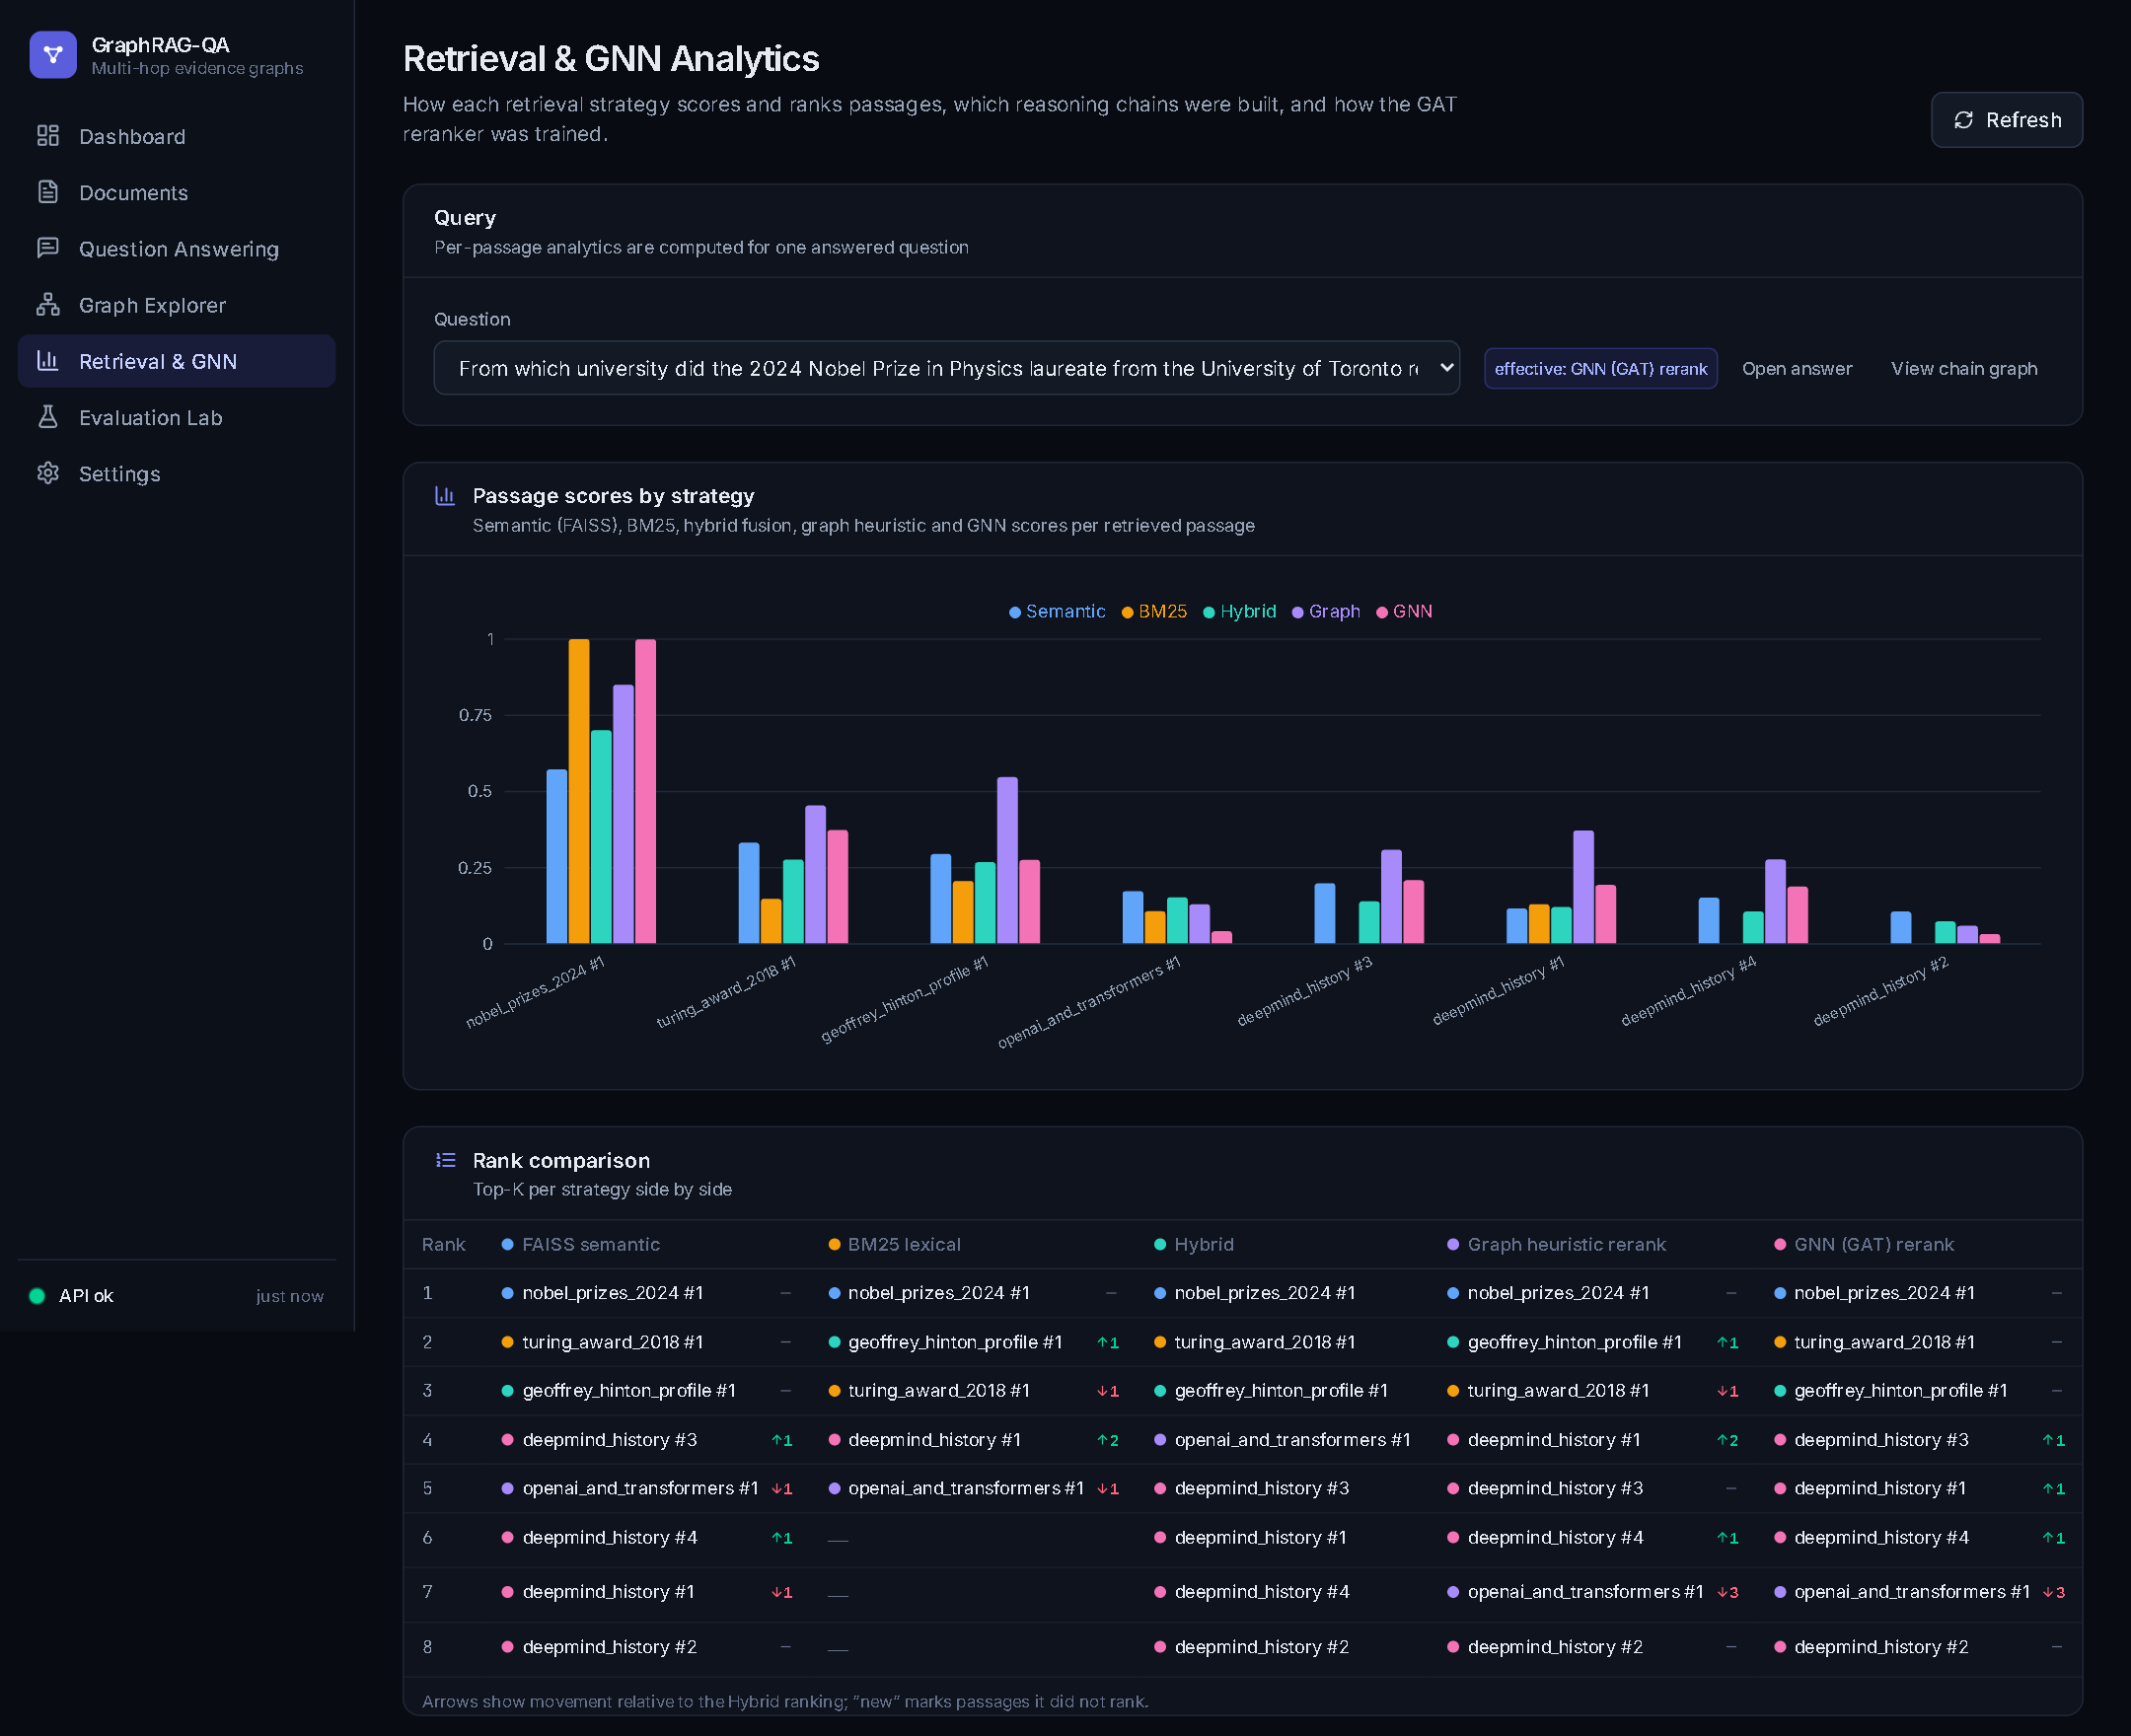 GraphRAG-QA
Multi-hop evidence graphs
Dashboard
Documents
Question Answering
Graph Explorer
Retrieval & GNN
Evaluation Lab
Settings
API ok just now
Retrieval & GNN Analytics
How each retrieval strategy scores and ranks passages, which reasoning chains were built, and how the GAT
reranker was trained.
Refresh
Query
Per-passage analytics are computed for one answered question
Question
From which university did the 2024 Nobel Prize in Physics laureate from the University of Toronto
effective: GNN (GAT) rerank
Open answer
View chain graph
Passage scores by strategy
Semantic (FAISS), BM25, hybrid fusion, graph heuristic and GNN scores per retrieved passage
Semantic BM25 Hybrid Graph GNN
1
0.75
0.5
0.25
0
nobel_prizes_2024 #1
turing_award_2018 #1
geoffrey_hinton_profile #1
openai_and_transformers #1
deepmind_history #3
deepmind_history #1
deepmind_history #4
deepmind_history #2
Rank comparison
Top-K per strategy side by side
Rank FAISS semantic BM25 lexical Hybrid Graph heuristic rerank GNN (GAT) rerank
1 nobel_prizes_2024 #1 – nobel_prizes_2024 #1 – nobel_prizes_2024 #1 nobel_prizes_2024 #1 – nobel_prizes_2024 #1 –
2 turing_award_2018 #1 – geoffrey_hinton_profile #1 ↑1 turing_award_2018 #1 geoffrey_hinton_profile #1 ↑1 turing_award_2018 #1 –
3 geoffrey_hinton_profile #1 – turing_award_2018 #1 ↓1 geoffrey_hinton_profile #1 turing_award_2018 #1 ↓1 geoffrey_hinton_profile #1 –
4 deepmind_history #3 ↑1 deepmind_history #1 ↑2 openai_and_transformers #1 deepmind_history #1 ↑2 deepmind_history #3 ↑1
5 openai_and_transformers #1 ↓1 openai_and_transformers #1 ↓1 deepmind_history #3 deepmind_history #3 – deepmind_history #1 ↑1
6 deepmind_history #4 ↑1 — deepmind_history #1 deepmind_history #4 ↑1 deepmind_history #4 ↑1
7 deepmind_history #1 ↓1 — deepmind_history #4 openai_and_transformers #1 ↓3 openai_and_transformers #1 ↓3
8 deepmind_history #2 – — deepmind_history #2 deepmind_history #2 – deepmind_history #2 –
Arrows show movement relative to the Hybrid ranking; "new" marks passages it did not rank.